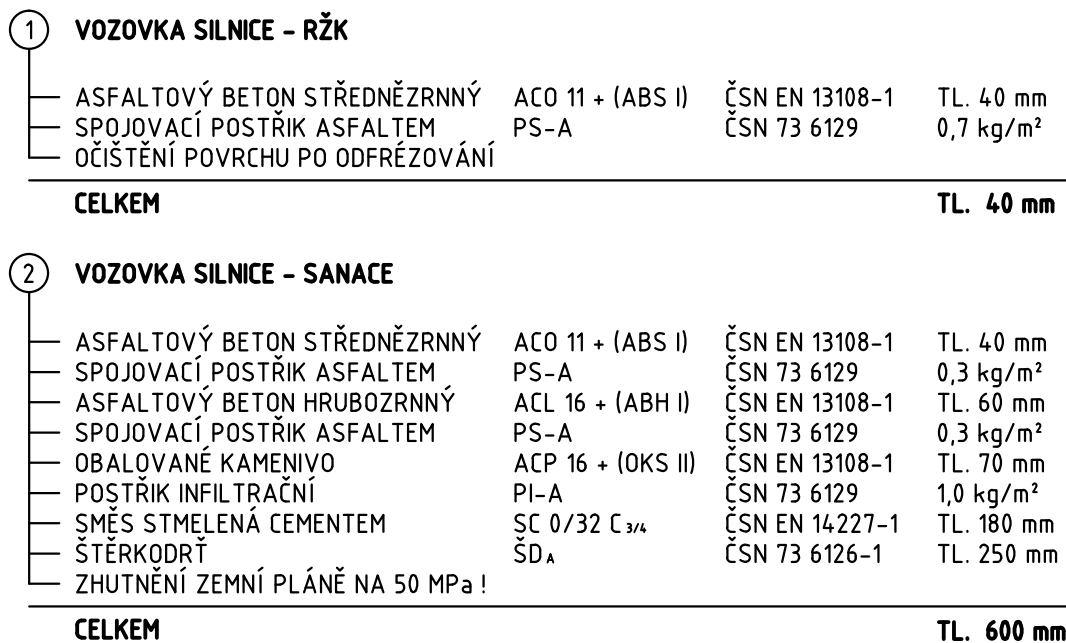 1 VOZOVKA SILNICE - RŽK
ASFALTOVÝ BETON STŘEDNĚZRNNÝ ACO 11 + (ABS I) ČSN EN 13108-1 TL. 40 mm
SPOJOVACÍ POSTŘIK ASFALTEM PS-A ČSN 73 6129 0,7 kg/m²
OČIŠTĚNÍ POVRCHU PO ODFRÉZOVÁNÍ
CELKEM TL. 40 mm
2 VOZOVKA SILNICE - SANACE
ASFALTOVÝ BETON STŘEDNĚZRNNÝ ACO 11 + (ABS I) ČSN EN 13108-1 TL. 40 mm
SPOJOVACÍ POSTŘIK ASFALTEM PS-A ČSN 73 6129 0,3 kg/m²
ASFALTOVÝ BETON HRUBOZRNNÝ ACL 16 + (ABH I) ČSN EN 13108-1 TL. 60 mm
SPOJOVACÍ POSTŘIK ASFALTEM PS-A ČSN 73 6129 0,3 kg/m²
OBALOVANÉ KAMENIVO ACP 16 + (OKS II) ČSN EN 13108-1 TL. 70 mm
POSTŘIK INFILTRAČNÍ PI-A ČSN 73 6129 1,0 kg/m²
SMĚS STMELENÁ CEMENTEM SC 0/32 C 3/4 ČSN EN 14227-1 TL. 180 mm
ŠTĚRKODRŤ ŠD A ČSN 73 6126-1 TL. 250 mm
ZHUTNĚNÍ ZEMNÍ PLÁNĚ NA 50 MPa !
CELKEM TL. 600 mm